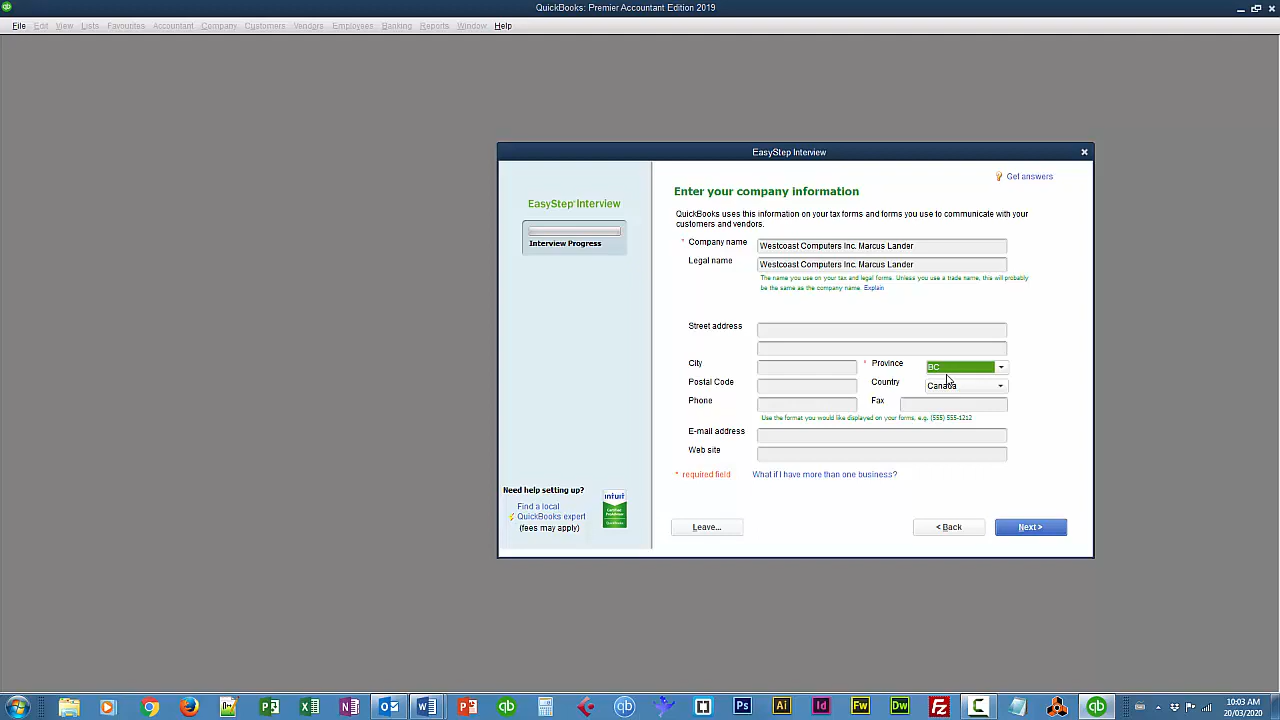 QuickBooks: Premier Accountant Edition 2019
File Edit View Lists Favourites Accountant Company Customers Vendors Employees Banking Reports Window Help
EasyStep Interview
Get answers
EasyStep Interview
Interview Progress
Enter your company information
QuickBooks uses this information on your tax forms and forms you use to communicate with your
customers and vendors.
* Company name Westcoast Computers Inc. Marcus Lander
Legal name Westcoast Computers Inc. Marcus Lander
The name you use on your tax and legal forms. Unless you use a trade name, this will probably
be the same as the company name. Explain
Street address
City * Province BC
Postal Code Country Canada
Phone Fax
Use the format you would like displayed on your forms, e.g. (555) 555-1212
E-mail address
Web site
* required field What if I have more than one business?
Need help setting up?
Find a local
QuickBooks expert
(fees may apply)
intuit
Leave... < Back Next >
Ps Ai Id Fw Dw
10:03 AM
20/03/2020